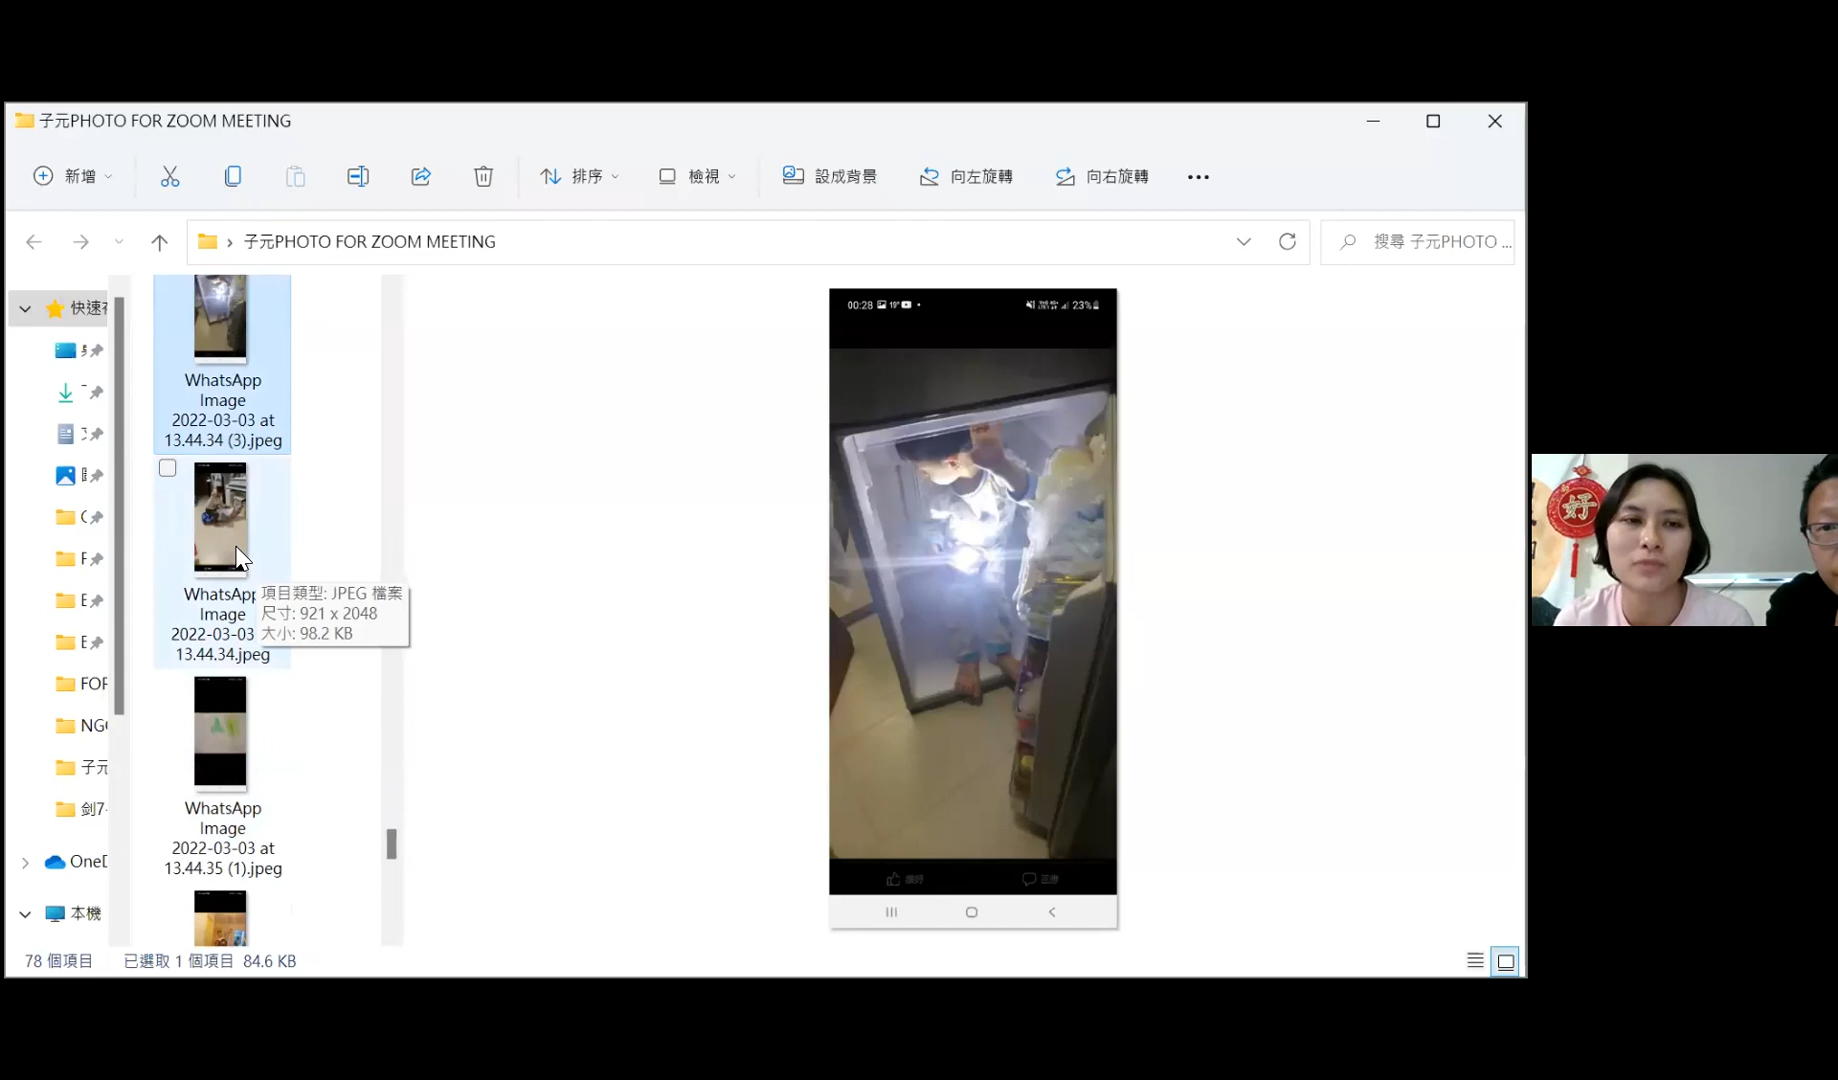 子元PHOTO FOR ZOOM MEETING
新增
排序
檢視
設成背景
向左旋轉
向右旋轉
子元PHOTO FOR ZOOM MEETING
搜尋 子元PHOTO ...
快速
FOR
NG
子元
剑7
OneD
本機
WhatsApp
Image
2022-03-03 at
13.44.34 (3).jpeg
WhatsApp
Image
2022-03-03
13.44.34.jpeg
項目類型: JPEG 檔案
尺寸: 921 x 2048
大小: 98.2 KB
WhatsApp
Image
2022-03-03 at
13.44.35 (1).jpeg
00:28
19°
23%
78 個項目
已選取 1 個項目 84.6 KB
好